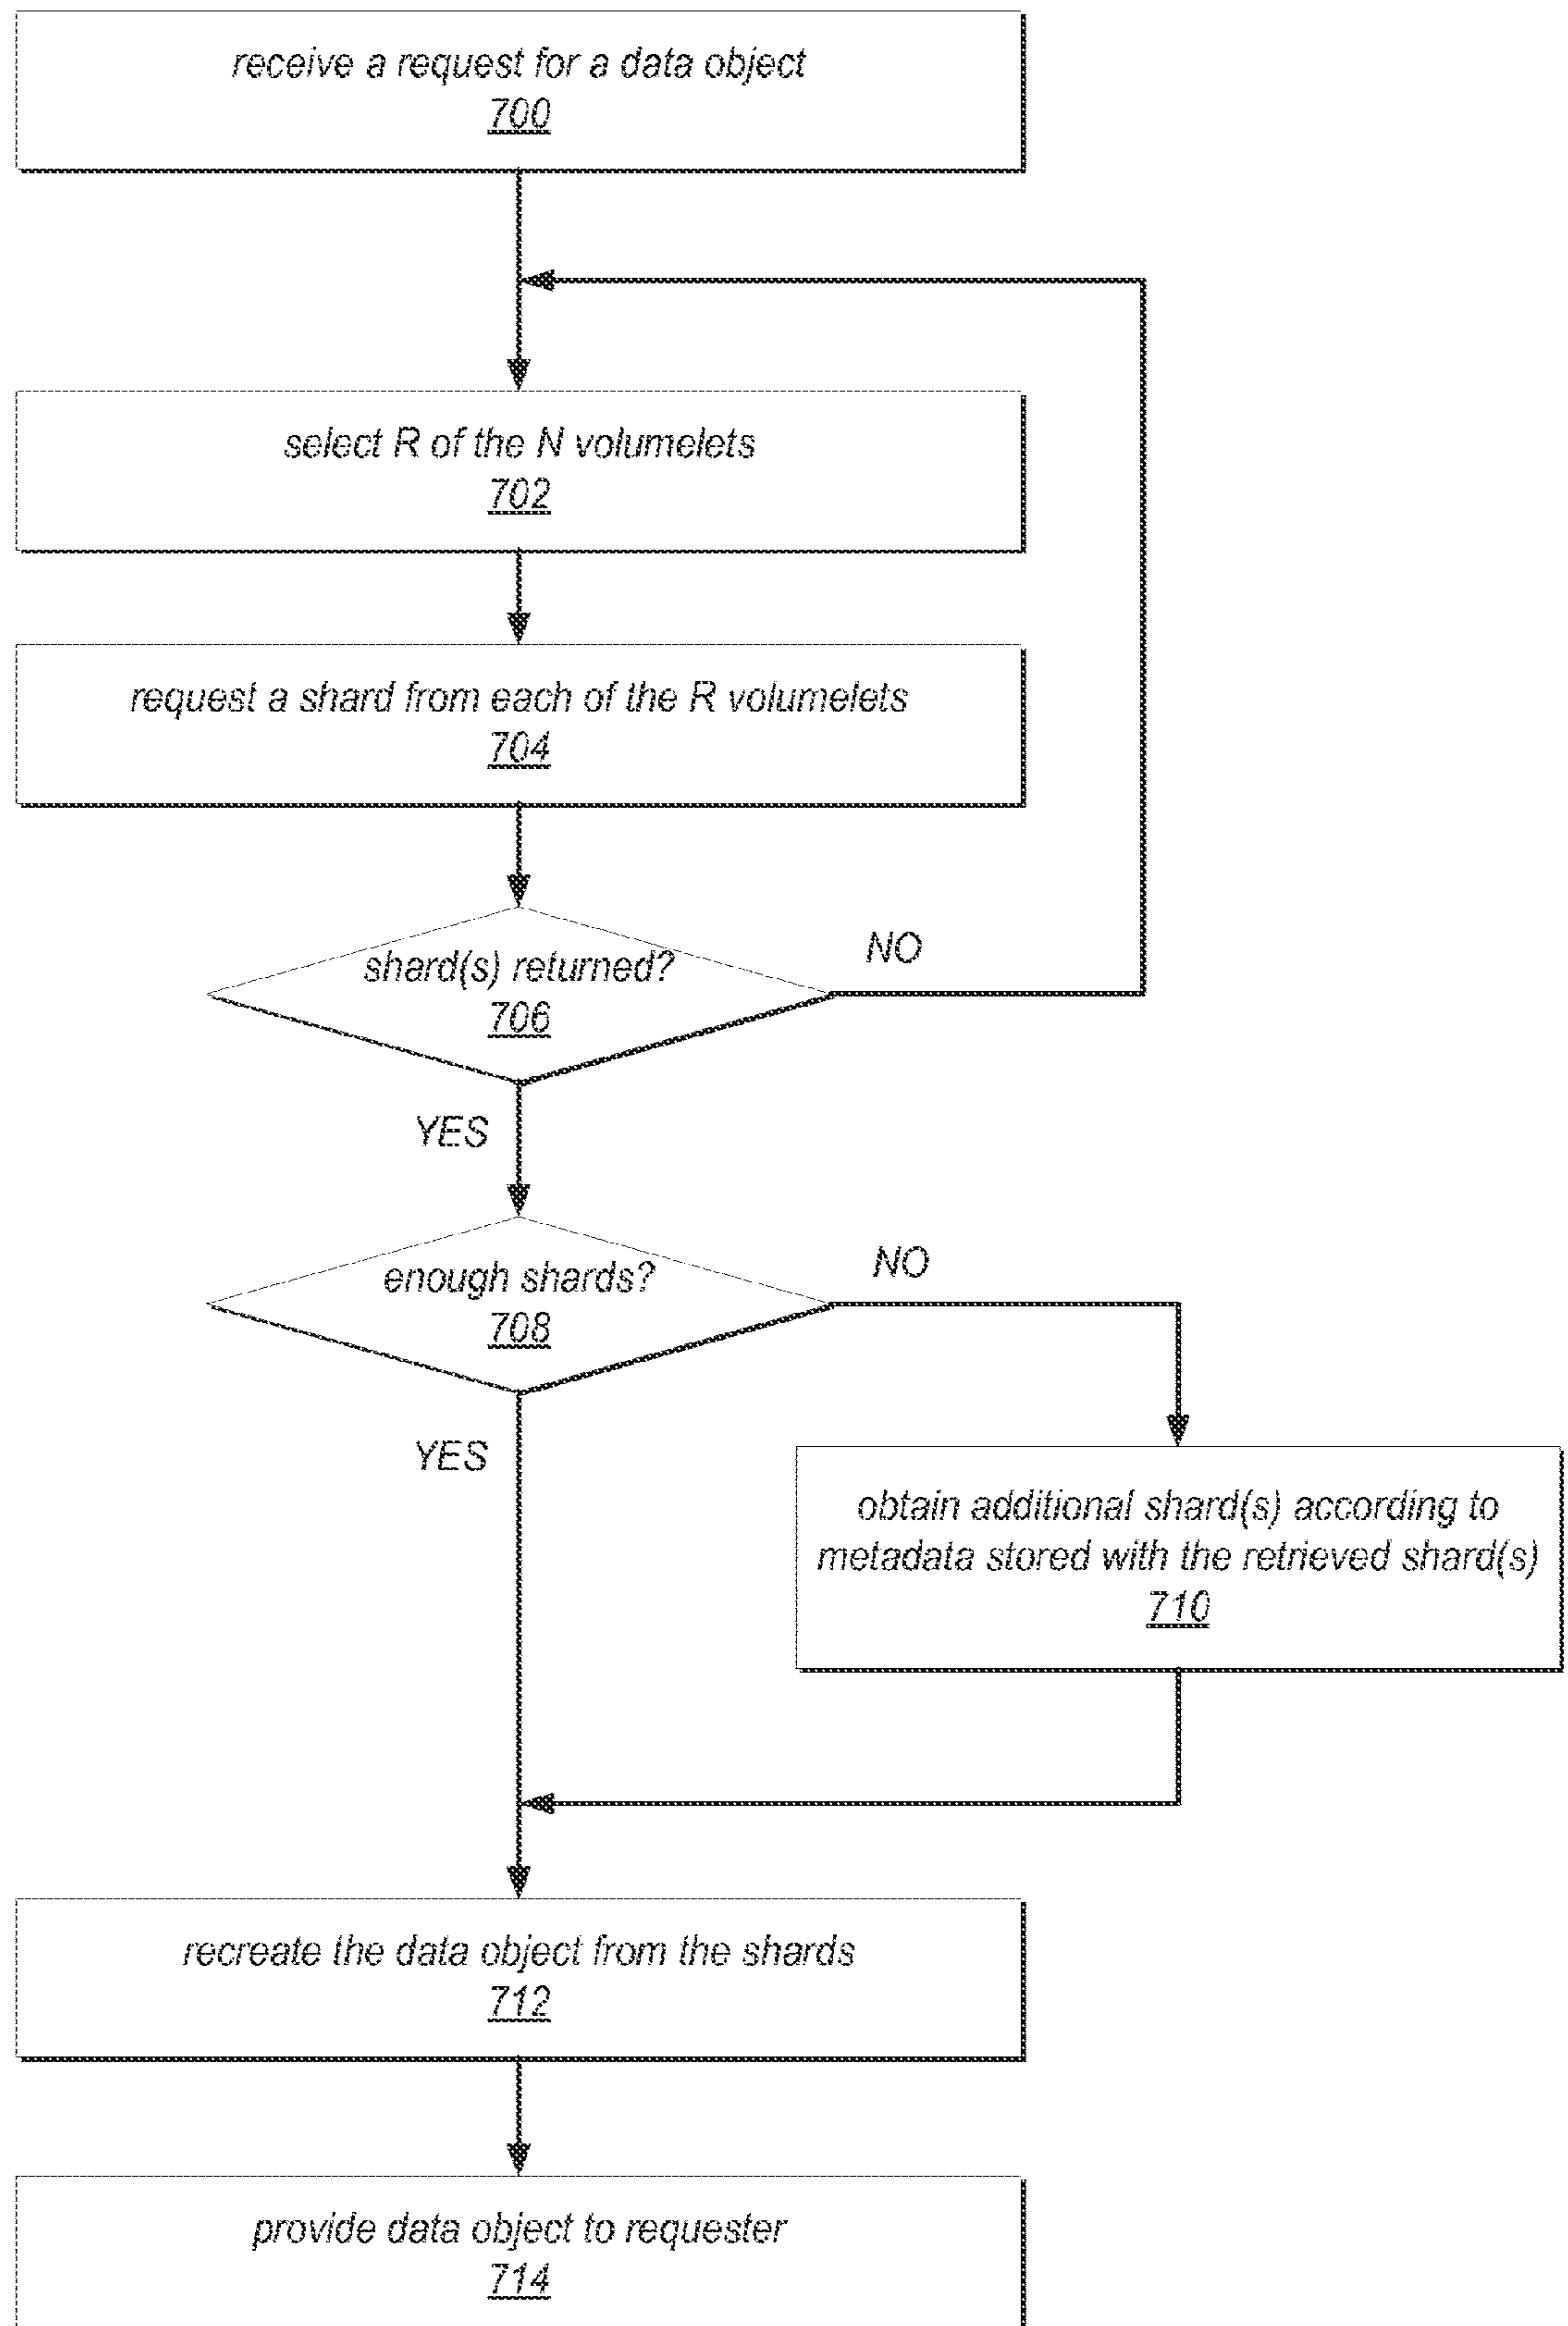 receive a request for a data object
700
select R of the N volumelets
702
request a shard from each of the R volumelets
704
shard(s) returned?
706
NO
YES
enough shards?
708
NO
YES
obtain additional shard(s) according to
metadata stored with the retrieved shard(s)
710
recreate the data object from the shards
712
provide data object to requester
714